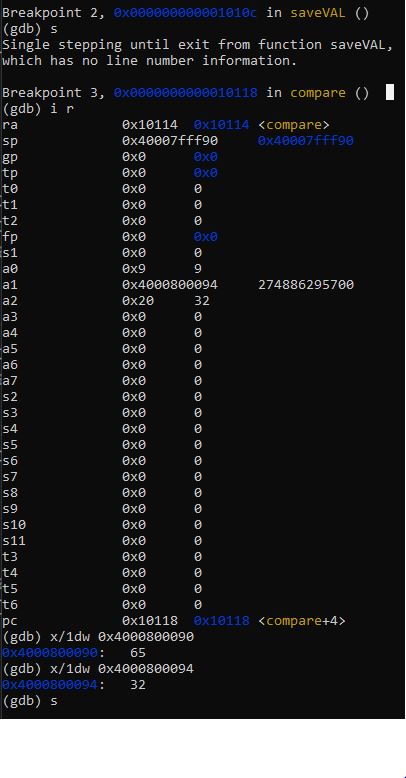 Breakpoint 2, 0x000000000001010c in saveVAL ()
(gdb) s
Single stepping until exit from function saveVAL,
which has no line number information.
Breakpoint 3, 0x0000000000010118 in compare ()
(gdb) i r
ra 0x10114 0x10114 <compare>
sp 0x40007fff90 0x40007fff90
gp 0x0 0x0
tp 0x0 0x0
t0 0x0 0
t1 0x0 0
t2 0x0 0
fp 0x0 0x0
s1 0x0 0
a0 0x9 9
a1 0x4000800094 274886295700
a2 0x20 32
a3 0x0 0
a4 0x0 0
a5 0x0 0
a6 0x0 0
a7 0x0 0
s2 0x0 0
s3 0x0 0
s4 0x0 0
s5 0x0 0
s6 0x0 0
s7 0x0 0
s8 0x0 0
s9 0x0 0
s10 0x0 0
s11 0x0 0
t3 0x0 0
t4 0x0 0
t5 0x0 0
t6 0x0 0
pc 0x10118 0x10118 <compare+4>
(gdb) x/1dw 0x4000800090
0x4000800090: 65
(gdb) x/1dw 0x4000800094
0x4000800094: 32
(gdb) s